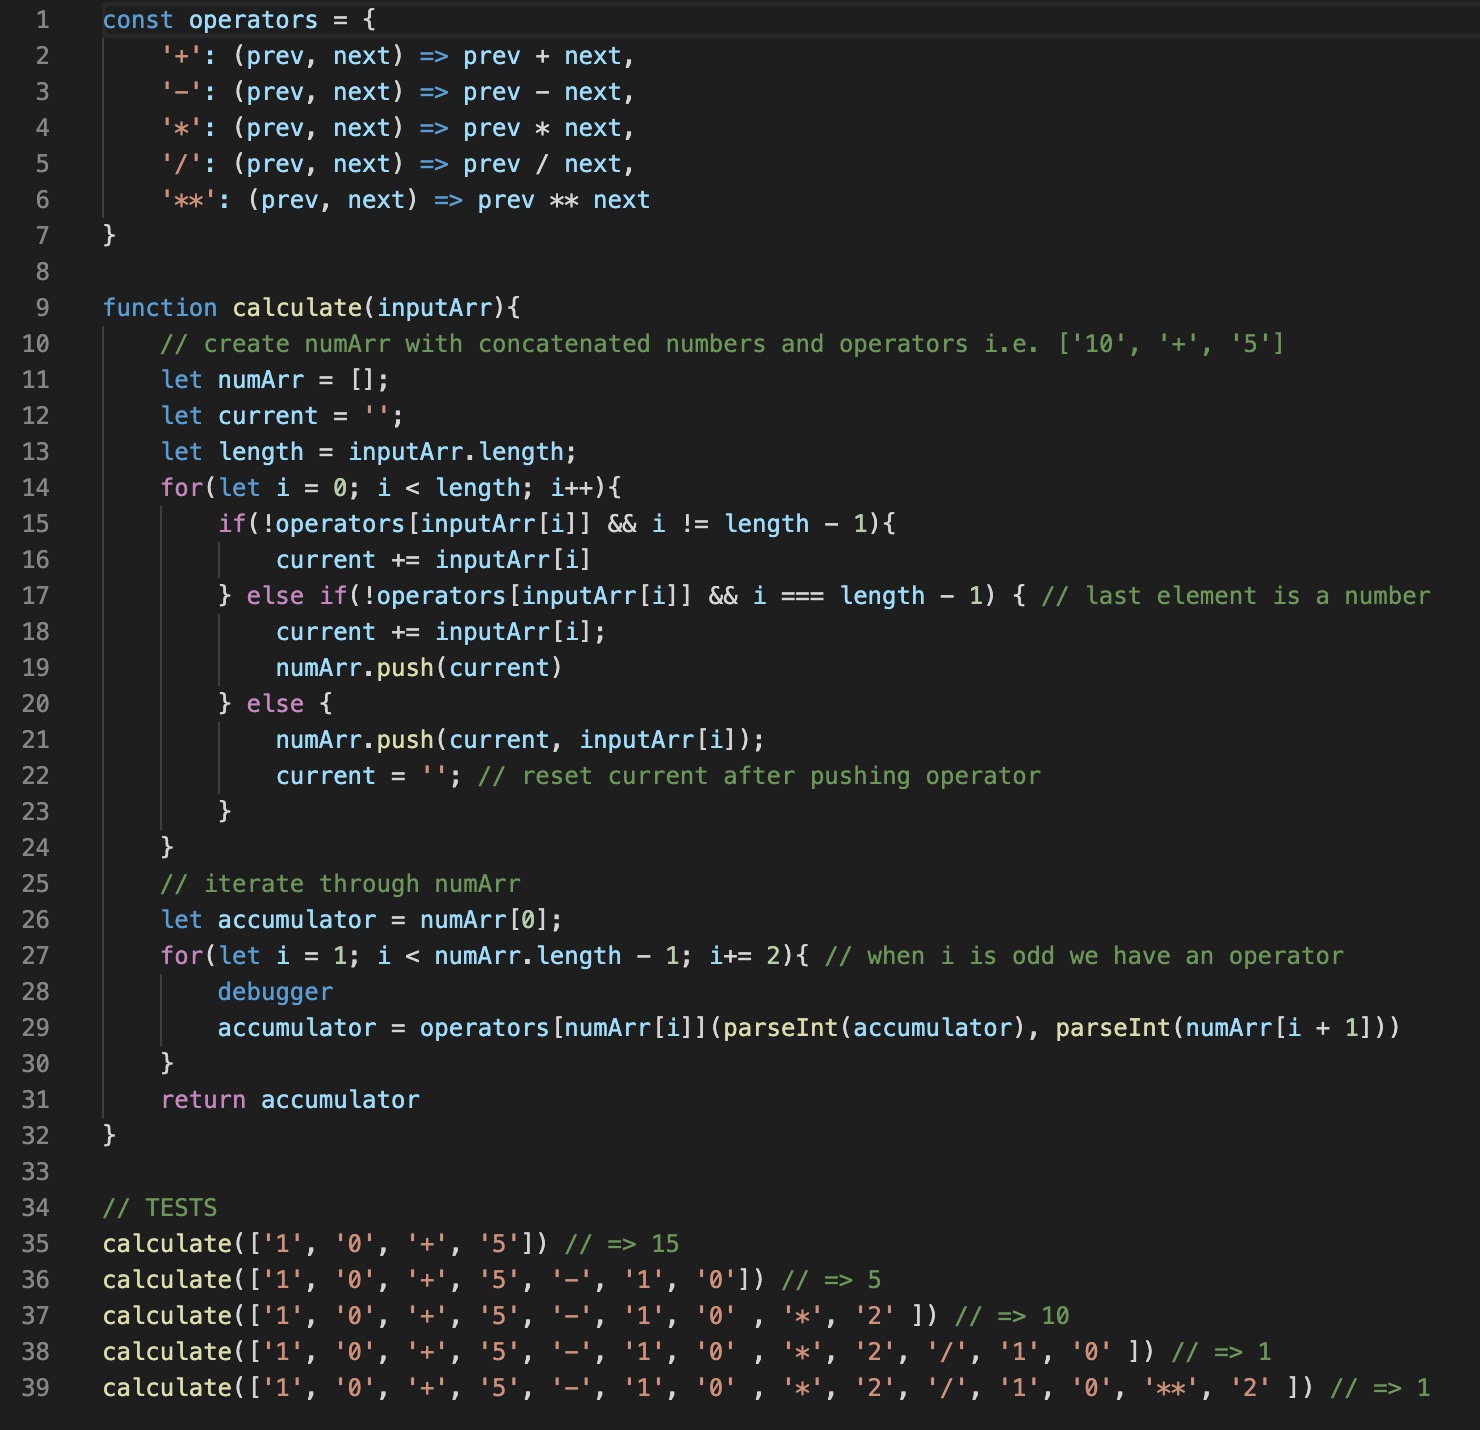 1 const operators = {
2     '+': (prev, next) => prev + next,
3     '-': (prev, next) => prev - next,
4     '*': (prev, next) => prev * next,
5     '/': (prev, next) => prev / next,
6     '**': (prev, next) => prev ** next
7 }
8
9 function calculate(inputArr){
10     // create numArr with concatenated numbers and operators i.e. ['10', '+', '5']
11     let numArr = [];
12     let current = '';
13     let length = inputArr.length;
14     for(let i = 0; i < length; i++){
15         if(!operators[inputArr[i]] && i != length - 1){
16             current += inputArr[i]
17         } else if(!operators[inputArr[i]] && i === length - 1) { // last element is a number
18             current += inputArr[i];
19             numArr.push(current)
20         } else {
21             numArr.push(current, inputArr[i]);
22             current = ''; // reset current after pushing operator
23         }
24     }
25     // iterate through numArr
26     let accumulator = numArr[0];
27     for(let i = 1; i < numArr.length - 1; i+= 2){ // when i is odd we have an operator
28         debugger
29         accumulator = operators[numArr[i]](parseInt(accumulator), parseInt(numArr[i + 1]))
30     }
31     return accumulator
32 }
33
34 // TESTS
35 calculate(['1', '0', '+', '5']) // => 15
36 calculate(['1', '0', '+', '5', '-', '1', '0']) // => 5
37 calculate(['1', '0', '+', '5', '-', '1', '0' , '*', '2' ]) // => 10
38 calculate(['1', '0', '+', '5', '-', '1', '0' , '*', '2', '/', '1', '0' ]) // => 1
39 calculate(['1', '0', '+', '5', '-', '1', '0' , '*', '2', '/', '1', '0', '**', '2' ]) // => 1